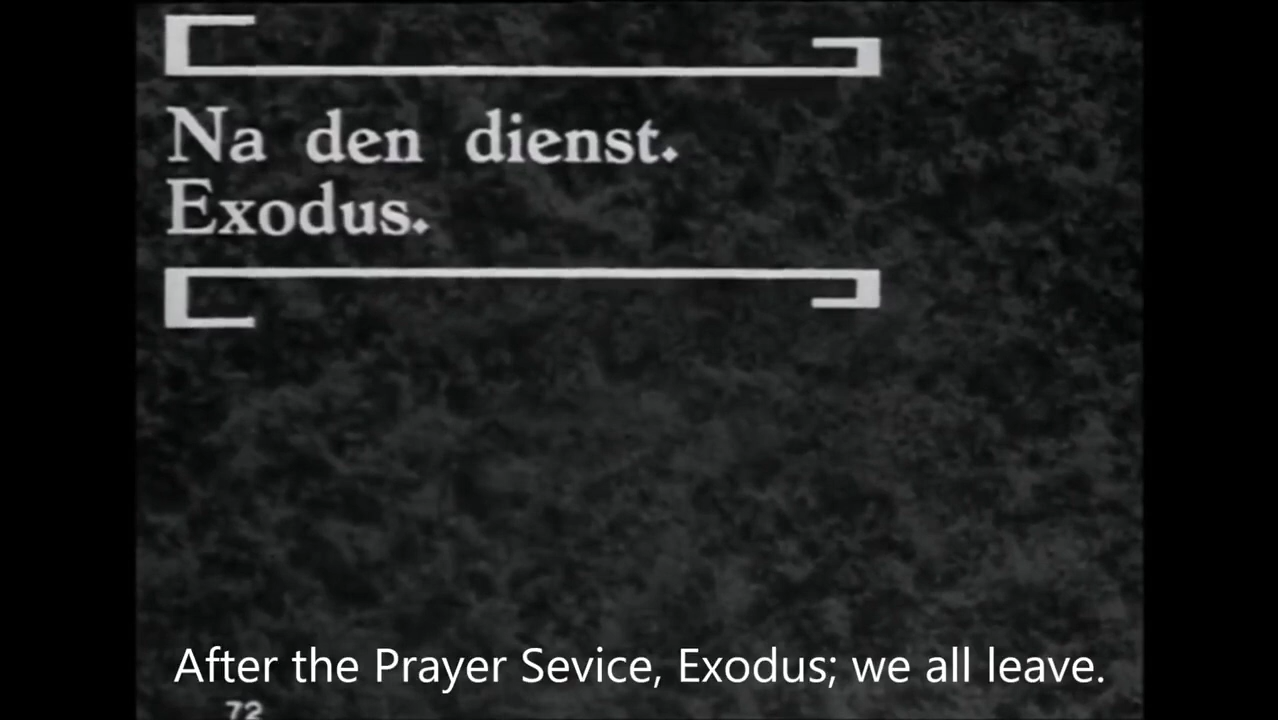 Na den dienst.
Exodus.
After the Prayer Sevice, Exodus; we all leave.
72